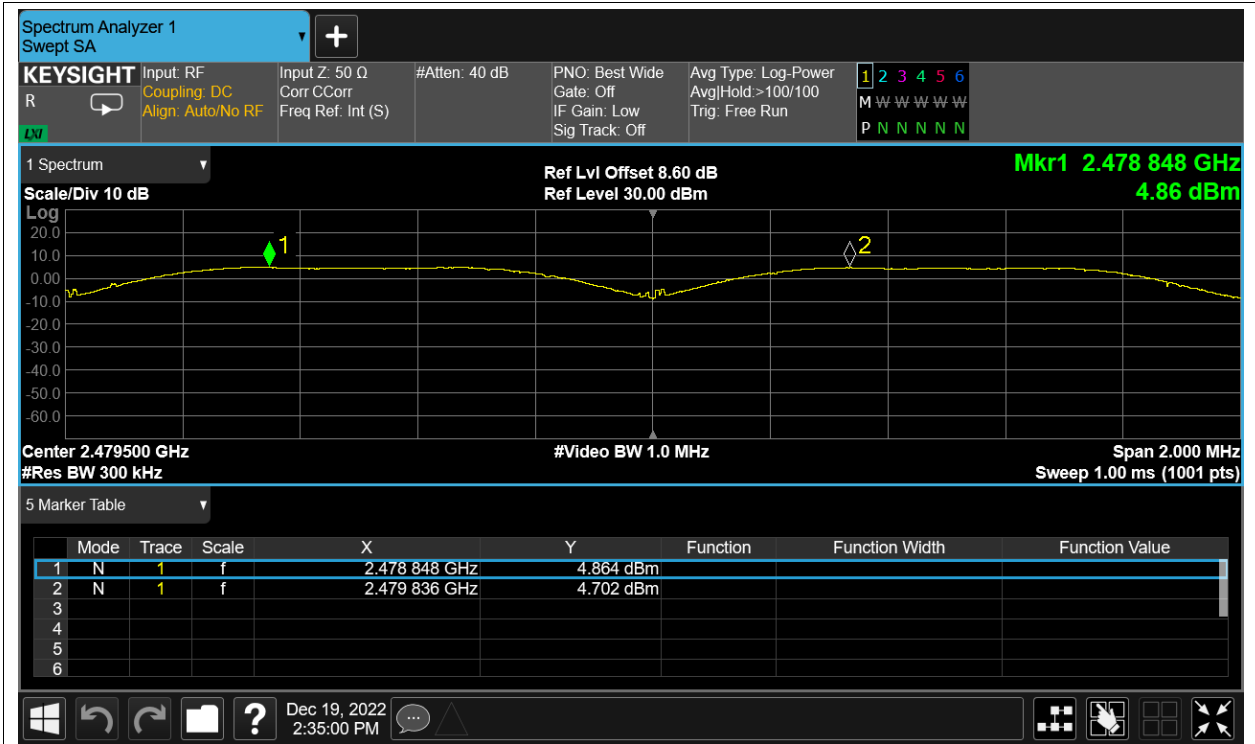 Spectrum Analyzer 1
Swept SA
KEYSIGHT
R
LXI
Input: RF
Coupling: DC
Align: Auto/No RF
Input Z: 50 Ω
Corr CCorr
Freq Ref: Int (S)
#Atten: 40 dB
PNO: Best Wide
Gate: Off
IF Gain: Low
Sig Track: Off
Avg Type: Log-Power
Avg|Hold:>100/100
Trig: Free Run
1 2 3 4 5 6
M W W W W W
P N N N N N
1 Spectrum
Scale/Div 10 dB
Ref Lvl Offset 8.60 dB
Ref Level 30.00 dBm
Mkr1 2.478 848 GHz
4.86 dBm
Log
20.0
10.0
0.00
-10.0
-20.0
-30.0
-40.0
-50.0
-60.0
1
2
Center 2.479500 GHz
#Video BW 1.0 MHz
Span 2.000 MHz
#Res BW 300 kHz
Sweep 1.00 ms (1001 pts)
5 Marker Table
Mode Trace Scale X Y Function Function Width Function Value
1 N 1 f 2.478 848 GHz 4.864 dBm
2 N 1 f 2.479 836 GHz 4.702 dBm
3
4
5
6
?
Dec 19, 2022
2:35:00 PM